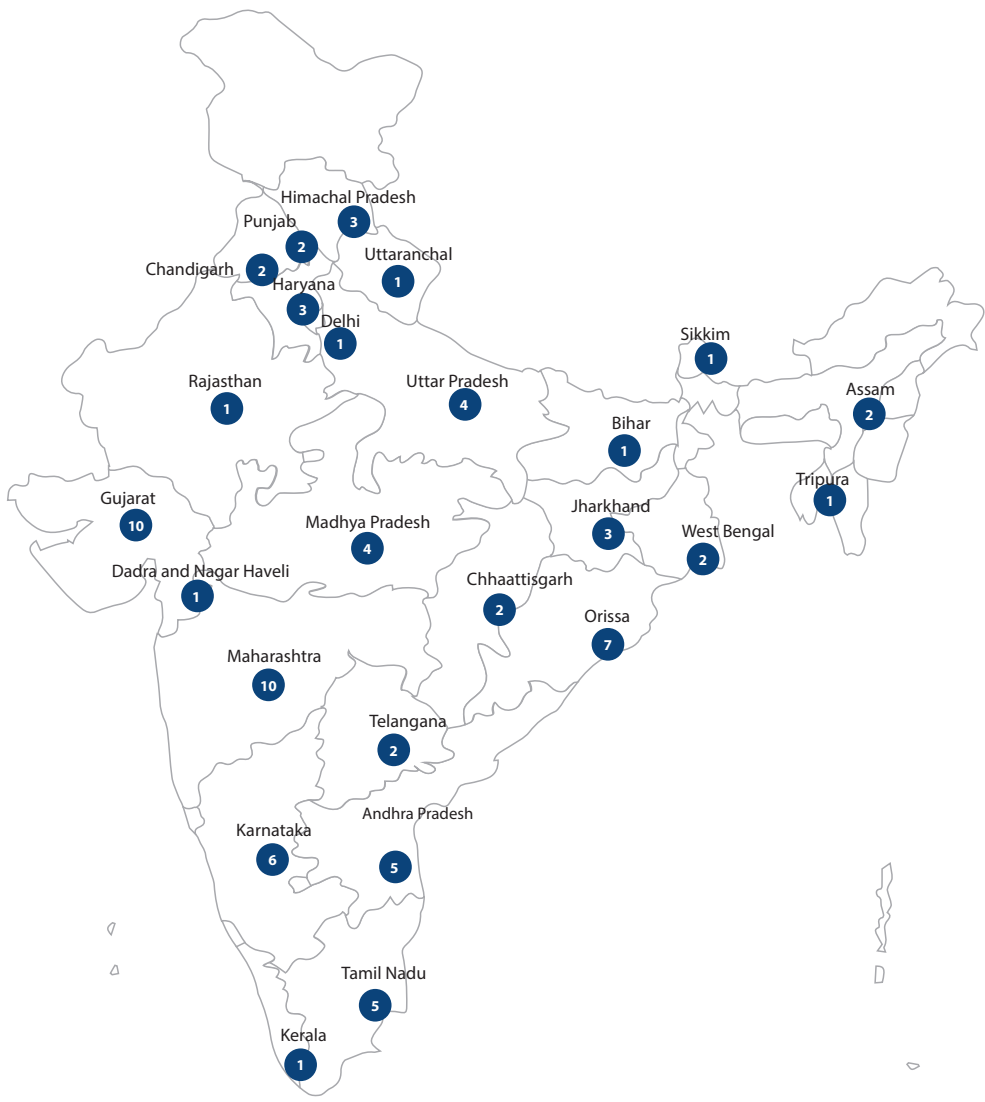 Himachal Pradesh
3
Punjab
2
Uttaranchal
1
Chandigarh
2
Haryana
3
Delhi
1
Sikkim
1
Rajasthan
1
Uttar Pradesh
4
Assam
2
Bihar
1
Tripura
1
Gujarat
10
Jharkhand
3
Madhya Pradesh
4
West Bengal
2
Dadra and Nagar Haveli
1
Chhaattisgarh
2
Orissa
7
Maharashtra
10
Telangana
2
Andhra Pradesh
5
Karnataka
6
Tamil Nadu
5
Kerala
1